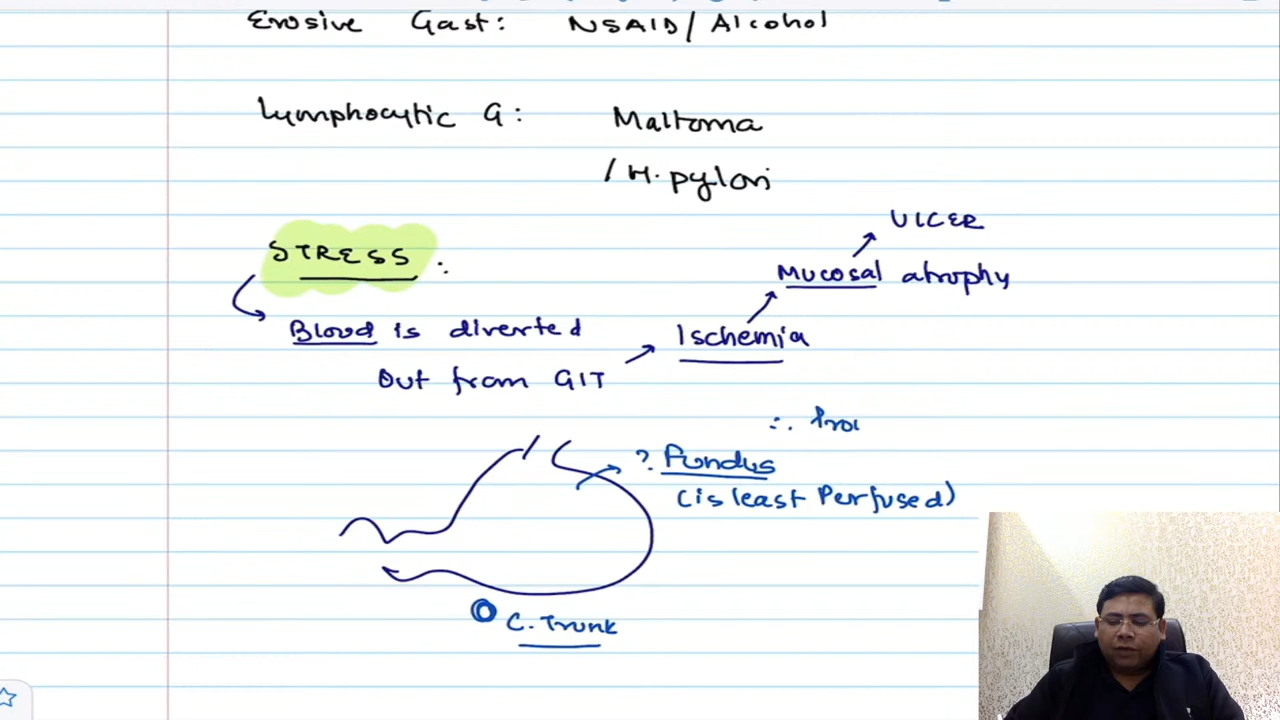 Erosive Gast: NSAID/Alcohol
Lymphocytic G: Maltoma
/H. pylori
STRESS :
ULCER
Mucosal atrophy
Blood is diverted
Ischemia
Out from GIT
∴
? Fundus
(is least Perfused)
C. Trunk